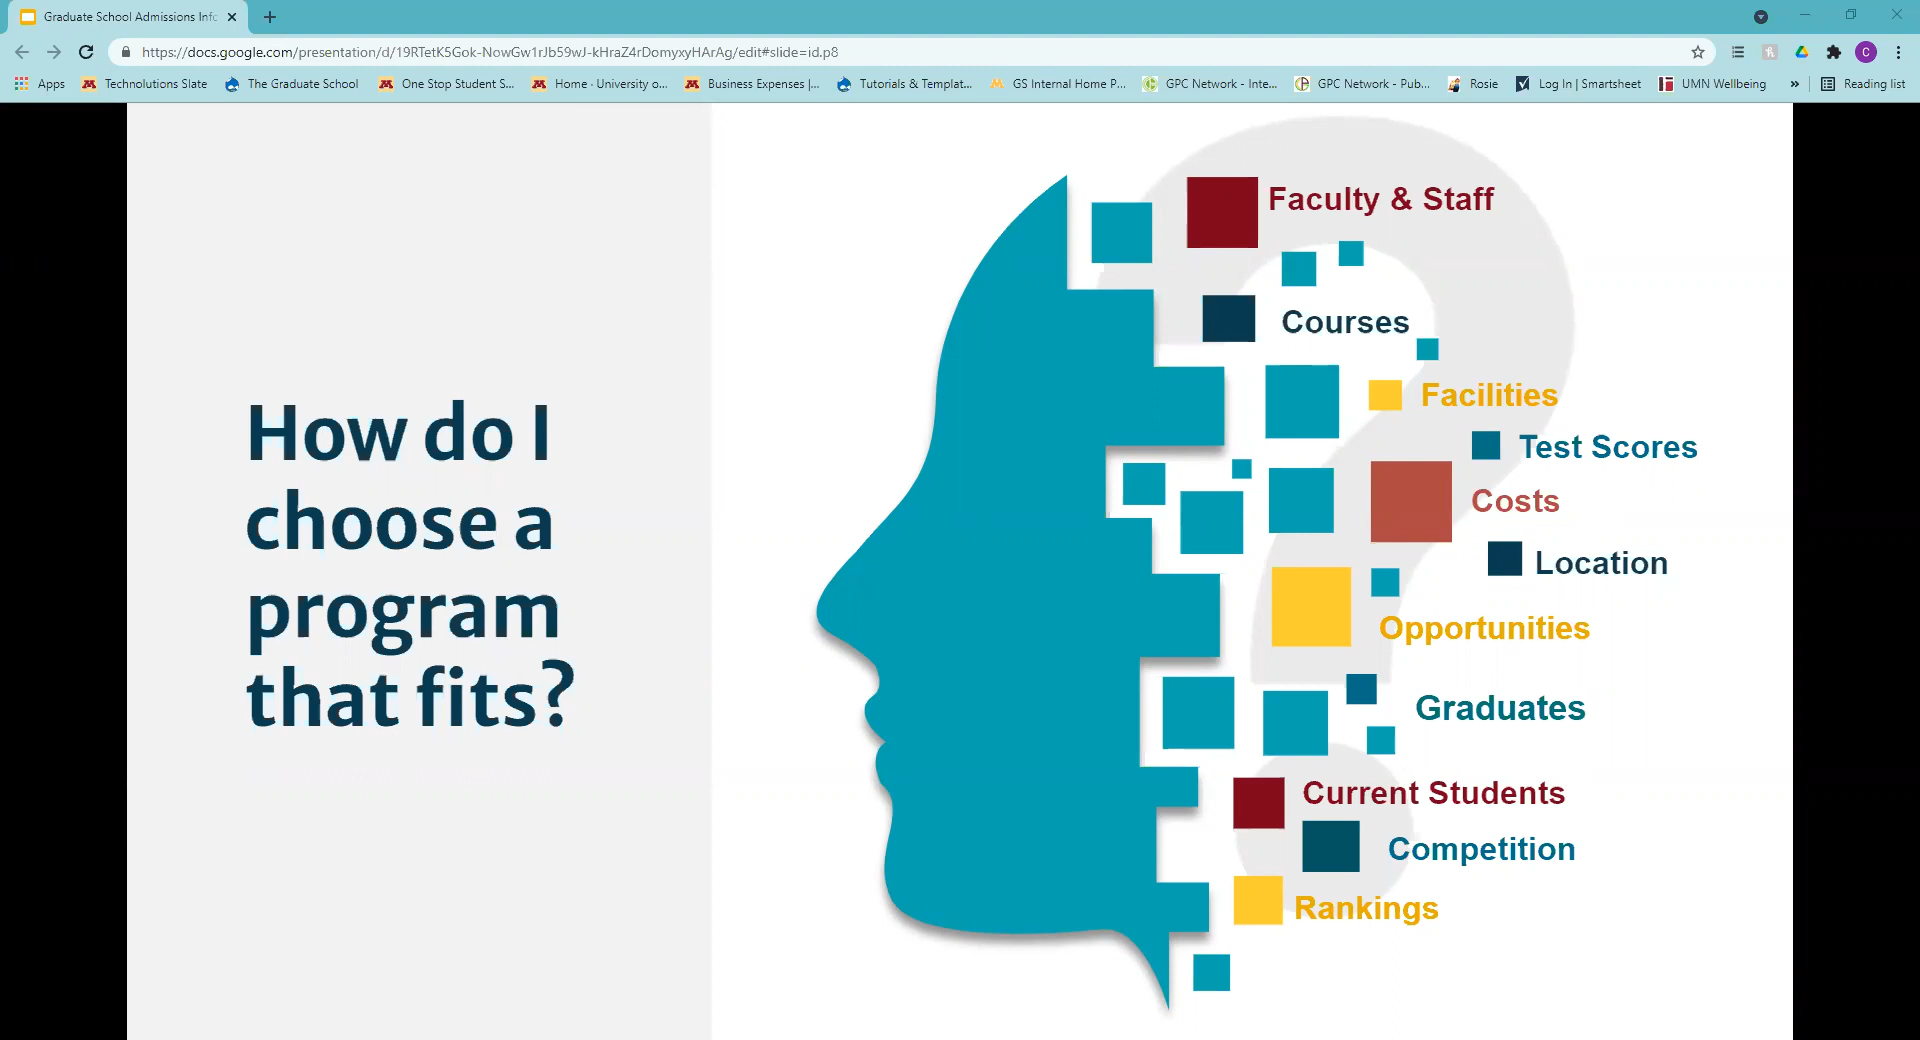 Graduate School Admissions Info
https://docs.google.com/presentation/d/19RTetK5Gok-NowGw1rJb59wJ-kHraZ4rDomyxyHArAg/edit#slide=id.p8
C
Apps Technolutions Slate The Graduate School One Stop Student S... Home · University o... Business Expenses |... Tutorials & Templat... GS Internal Home P... GPC Network - Inte... GPC Network - Pub... Rosie Log In | Smartsheet UMN Wellbeing » Reading list
How do I
choose a
program
that fits?
Faculty & Staff
Courses
Facilities
Test Scores
Costs
Location
Opportunities
Graduates
Current Students
Competition
Rankings